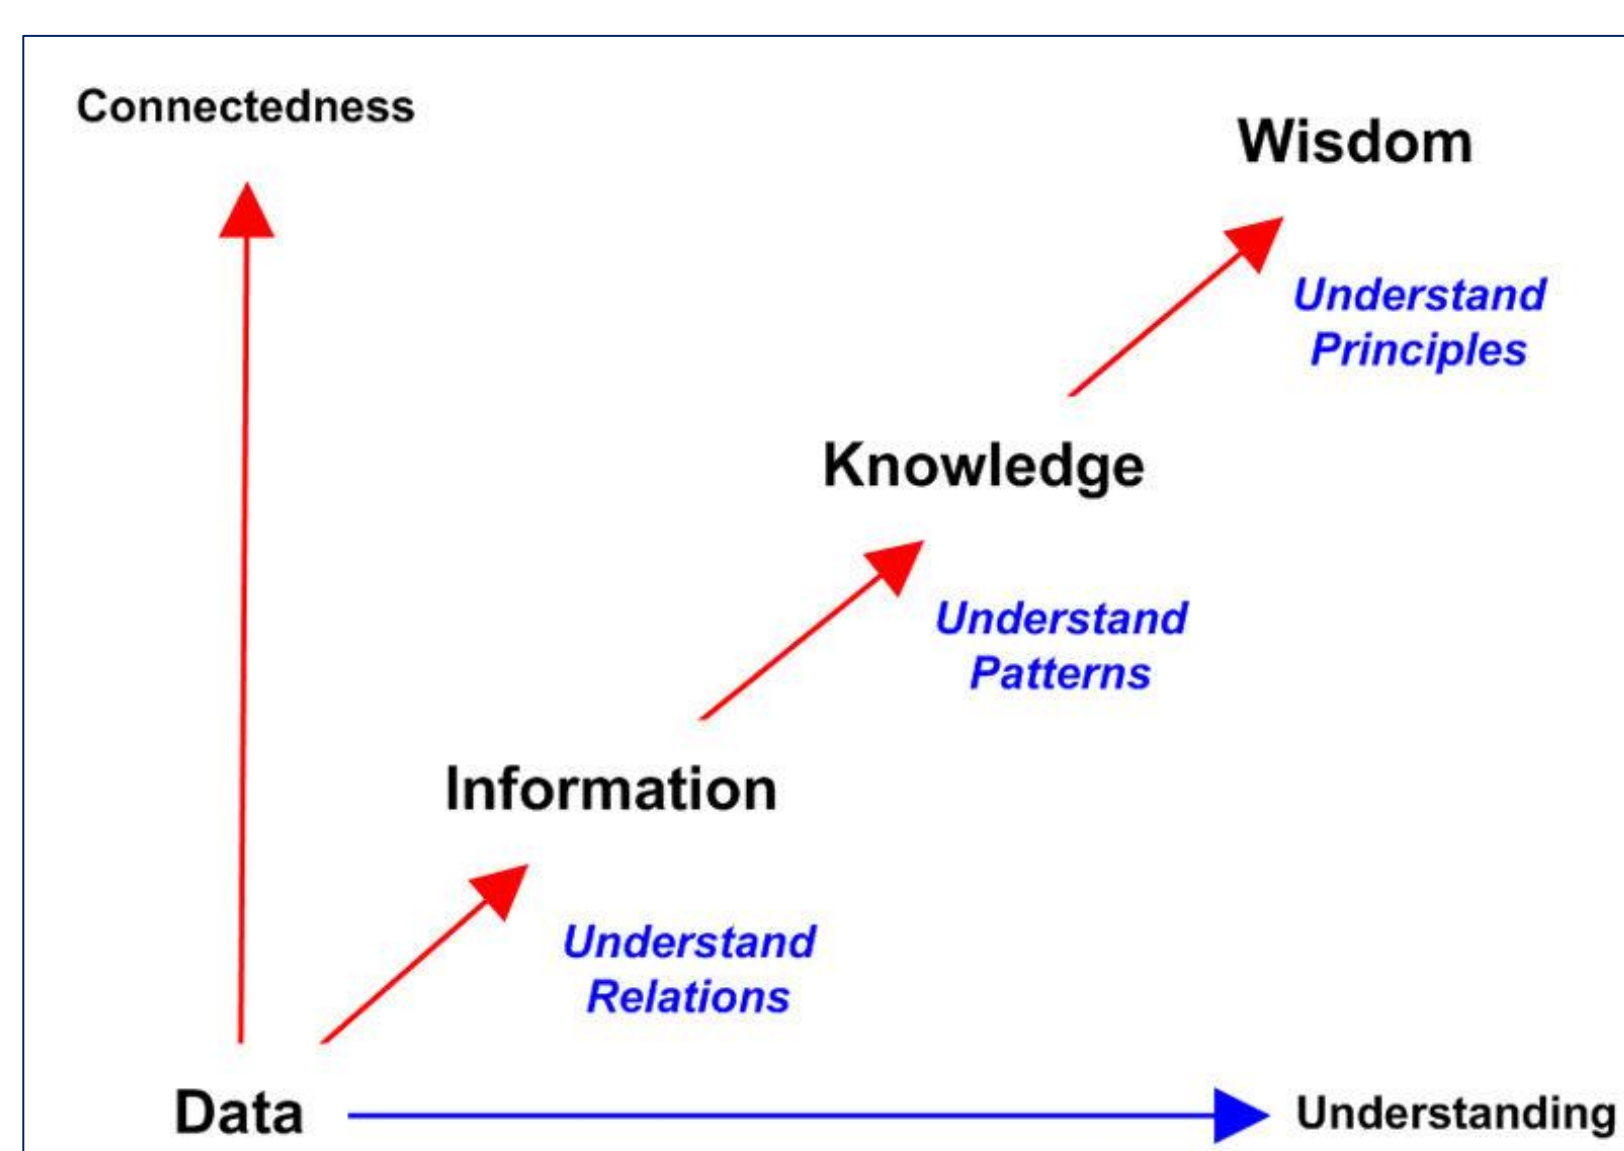 Connectedness
Wisdom
Understand
Principles
Knowledge
Understand
Patterns
Information
Understand
Relations
Data
Understanding